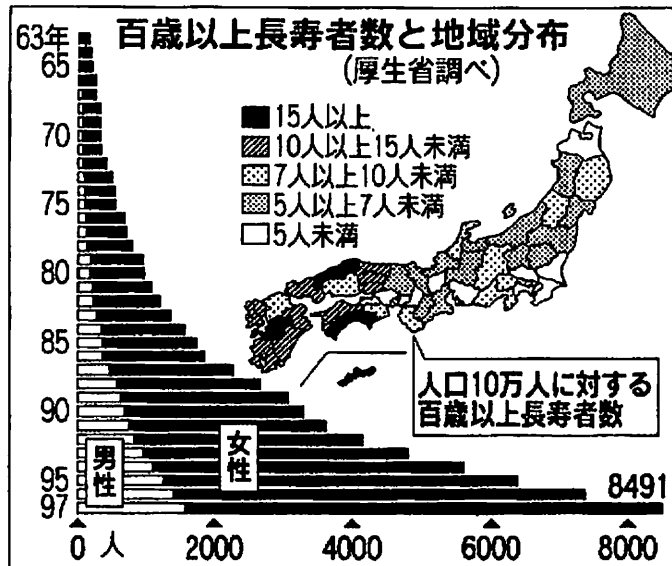 百歳以上長寿者数と地域分布
(厚生省調べ)
15人以上
10人以上15人未満
7人以上10人未満
5人以上7人未満
5人未満
63年
65
70
75
80
85
90
95
97
人口10万人に対する
百歳以上長寿者数
男性
女性
8491
0 人 2000 4000 6000 8000